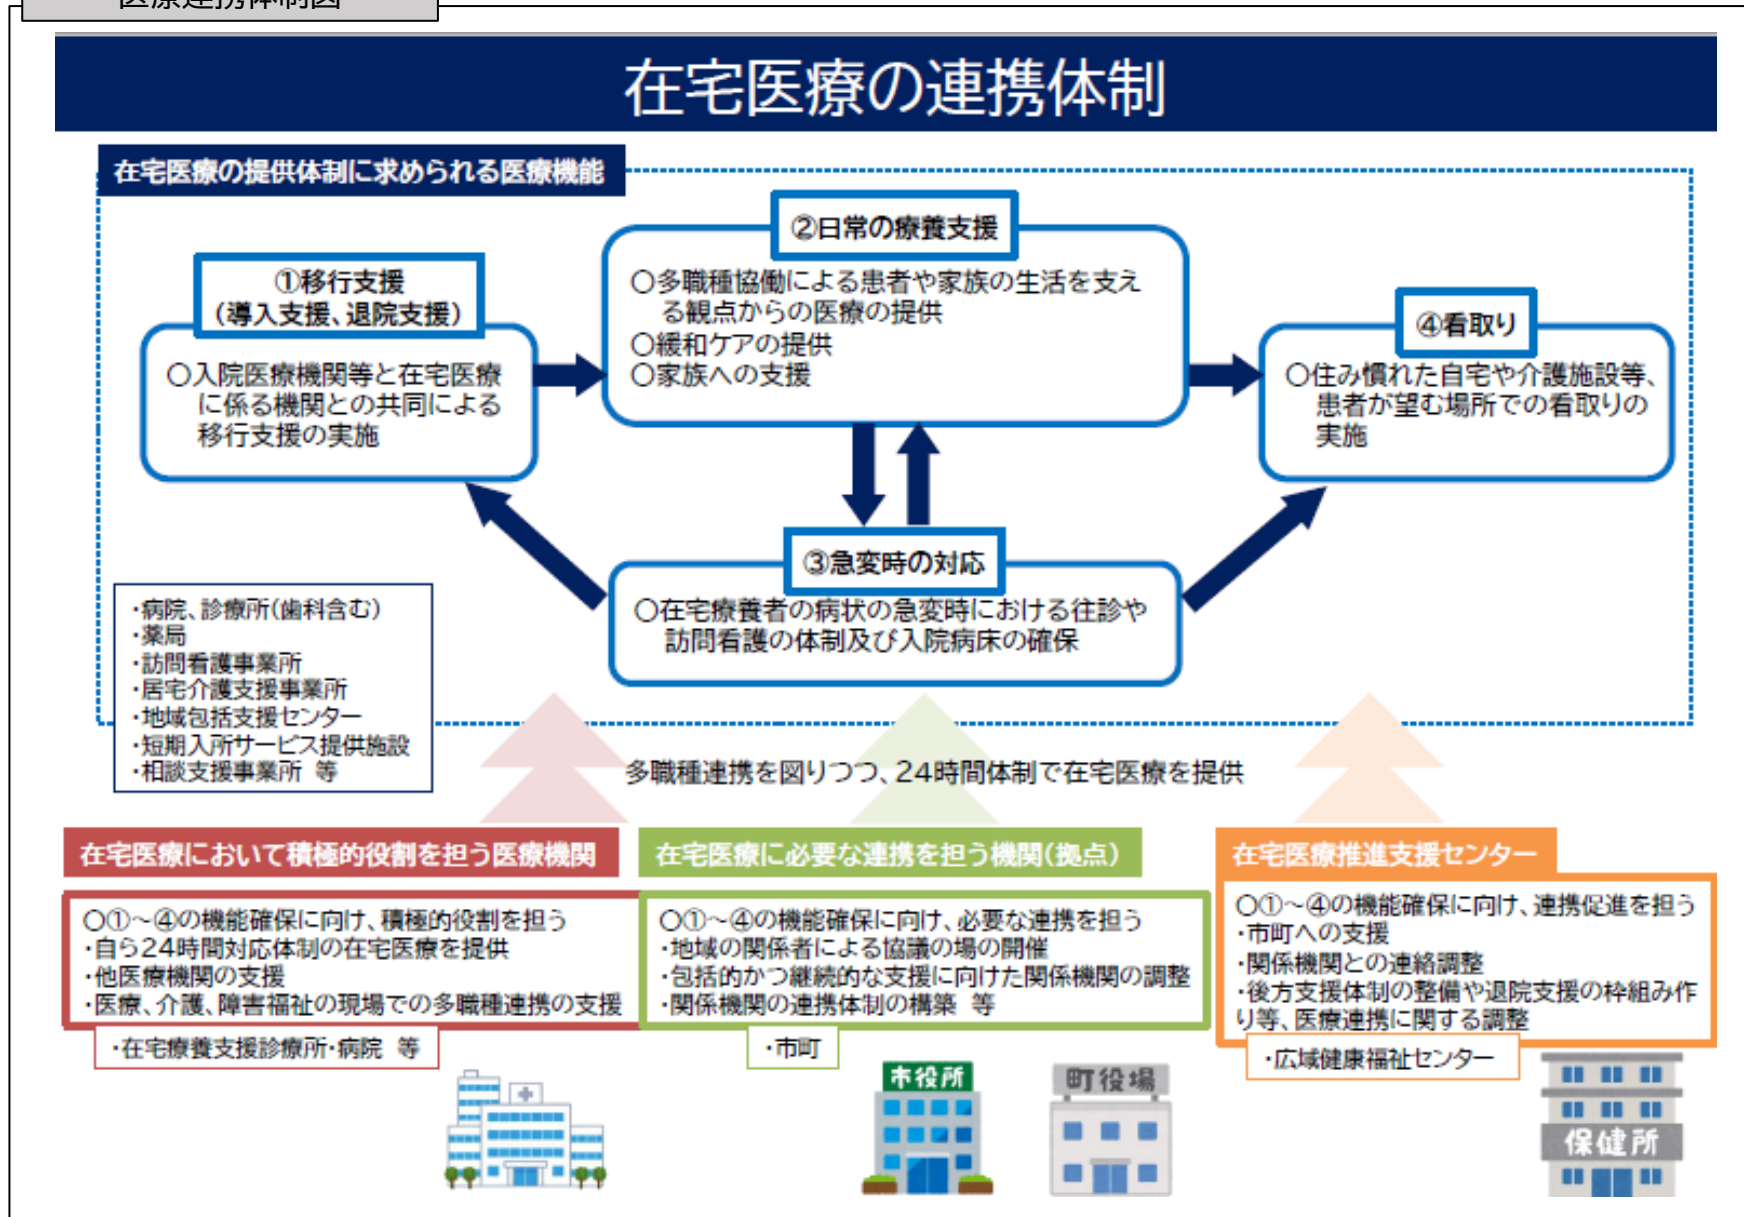 医療連携体制図
在宅医療の連携体制
在宅医療の提供体制に求められる医療機能
①移行支援
(導入支援、退院支援)
○入院医療機関等と在宅医療
に係る機関との共同による
移行支援の実施
②日常の療養支援
○多職種協働による患者や家族の生活を支え
る観点からの医療の提供
○緩和ケアの提供
○家族への支援
④看取り
○住み慣れた自宅や介護施設等、
患者が望む場所での看取りの
実施
③急変時の対応
○在宅療養者の病状の急変時における往診や
訪問看護の体制及び入院病床の確保
・病院、診療所(歯科含む)
・薬局
・訪問看護事業所
・居宅介護支援事業所
・地域包括支援センター
・短期入所サービス提供施設
・相談支援事業所 等
多職種連携を図りつつ、24時間体制で在宅医療を提供
在宅医療において積極的役割を担う医療機関
○①～④の機能確保に向け、積極的役割を担う
・自ら24時間対応体制の在宅医療を提供
・他医療機関の支援
・医療、介護、障害福祉の現場での多職種連携の支援
・在宅療養支援診療所・病院 等
在宅医療に必要な連携を担う機関(拠点)
○①～④の機能確保に向け、必要な連携を担う
・地域の関係者による協議の場の開催
・包括的かつ継続的な支援に向けた関係機関の調整
・関係機関の連携体制の構築 等
・市町
市役所
町役場
在宅医療推進支援センター
○①～④の機能確保に向け、連携促進を担う
・市町への支援
・関係機関との連絡調整
・後方支援体制の整備や退院支援の枠組み作
り等、医療連携に関する調整
・広域健康福祉センター
保健所